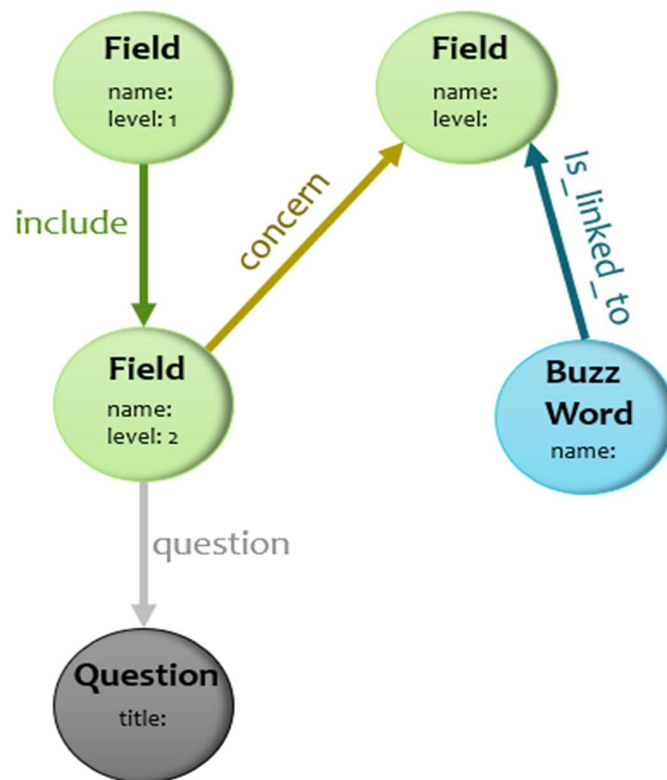 Field
name:
level: 1
Field
name:
level:
include
concern
Is_linked_to
Field
name:
level: 2
Buzz
Word
name:
question
Question
title: